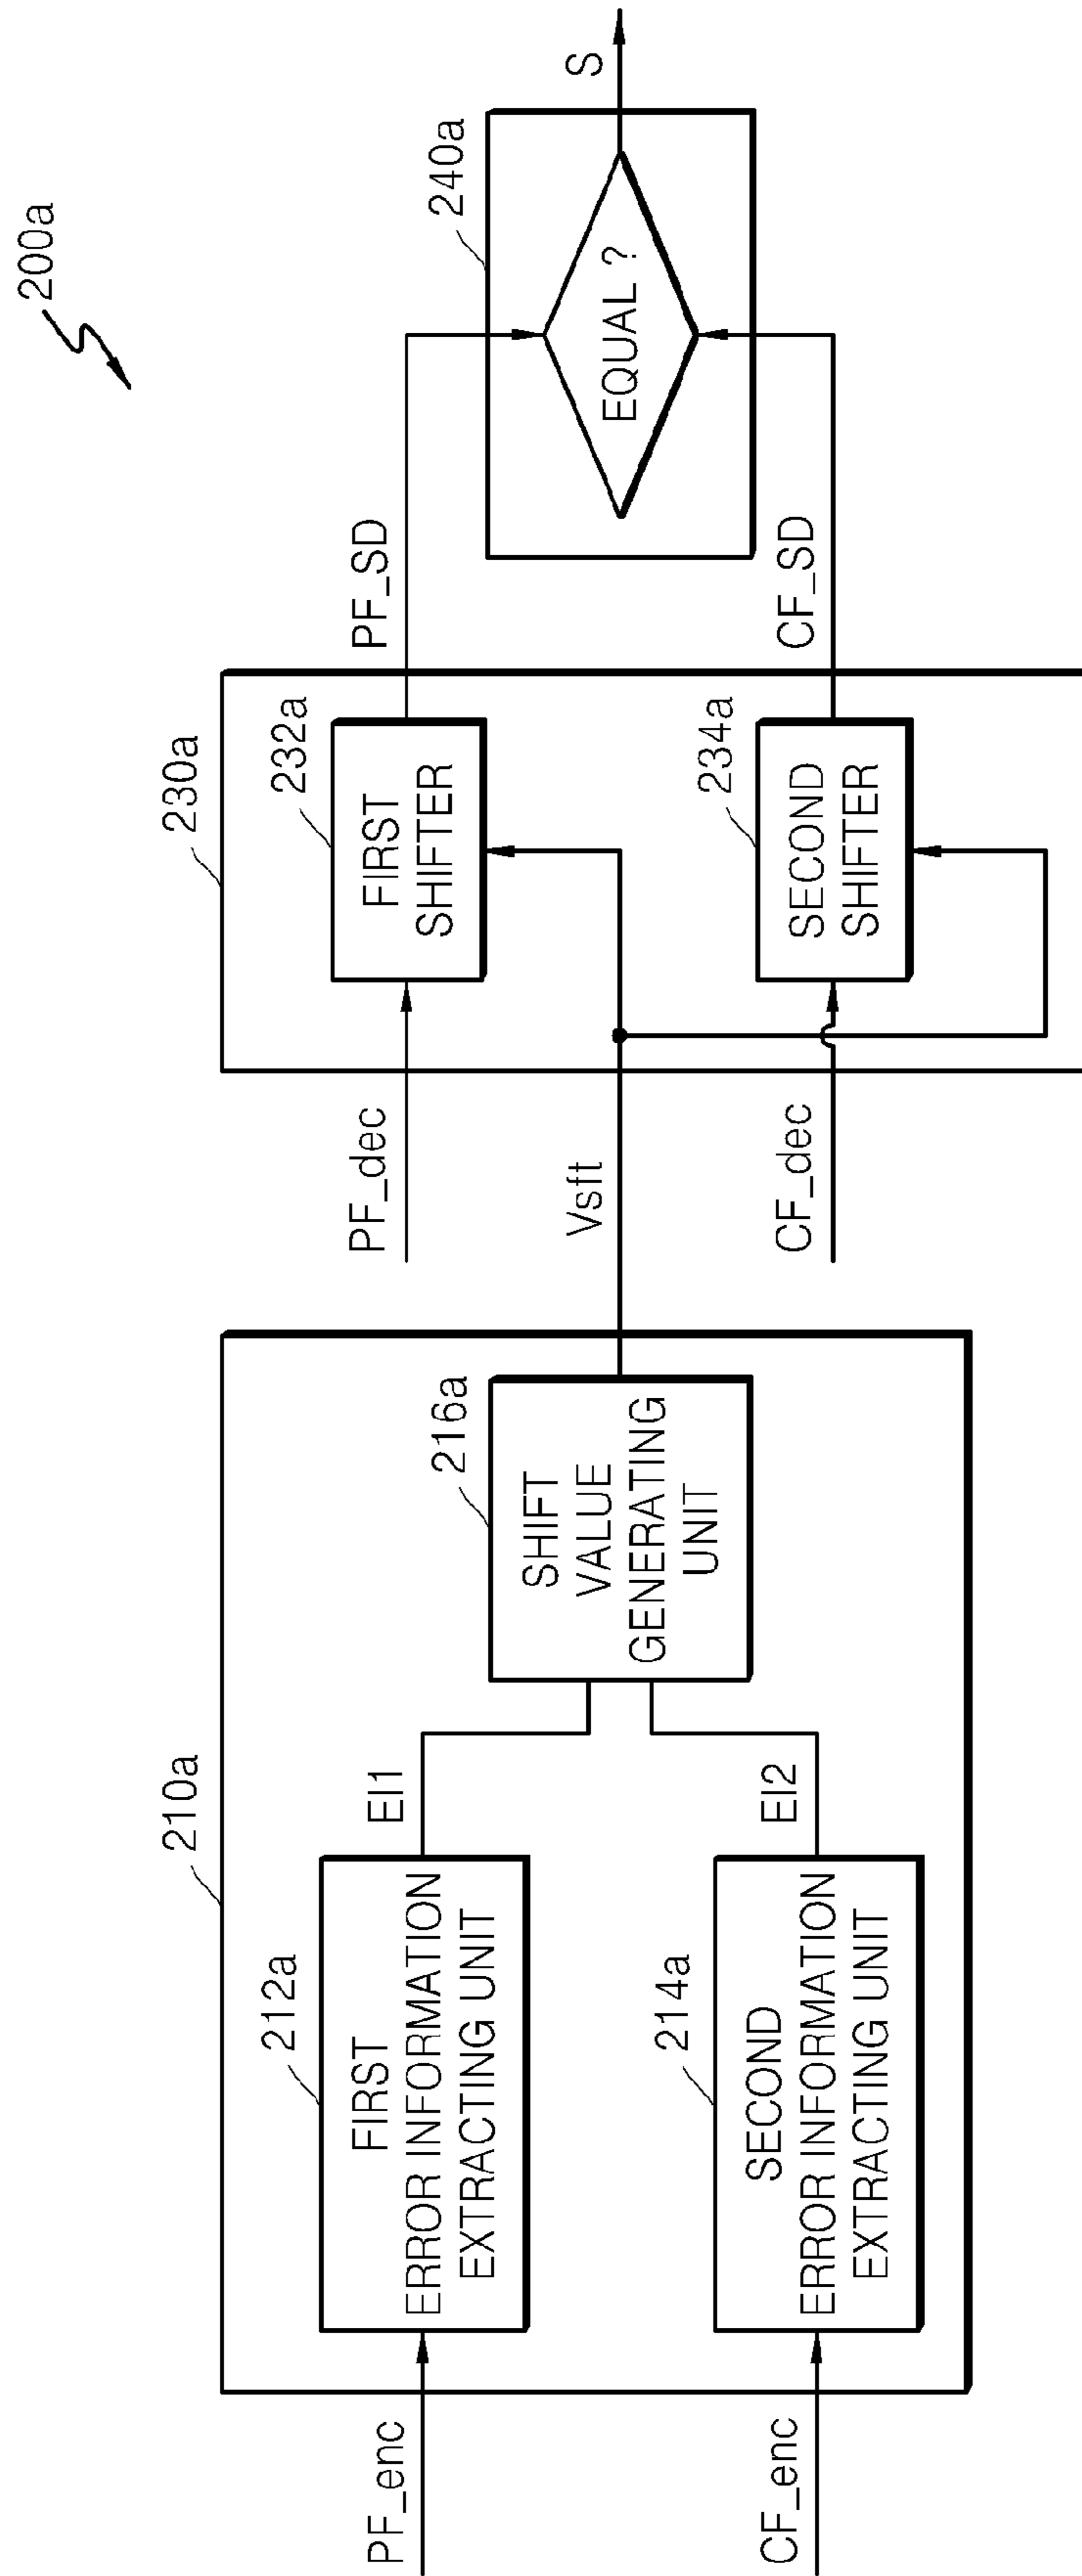 200a
210a
212a
FIRST
ERROR INFORMATION
EXTRACTING UNIT
PF_enc
EI1
214a
SECOND
ERROR INFORMATION
EXTRACTING UNIT
CF_enc
EI2
216a
SHIFT
VALUE
GENERATING
UNIT
Vsft
230a
PF_dec
232a
FIRST
SHIFTER
PF_SD
CF_dec
234a
SECOND
SHIFTER
CF_SD
240a
EQUAL ?
S